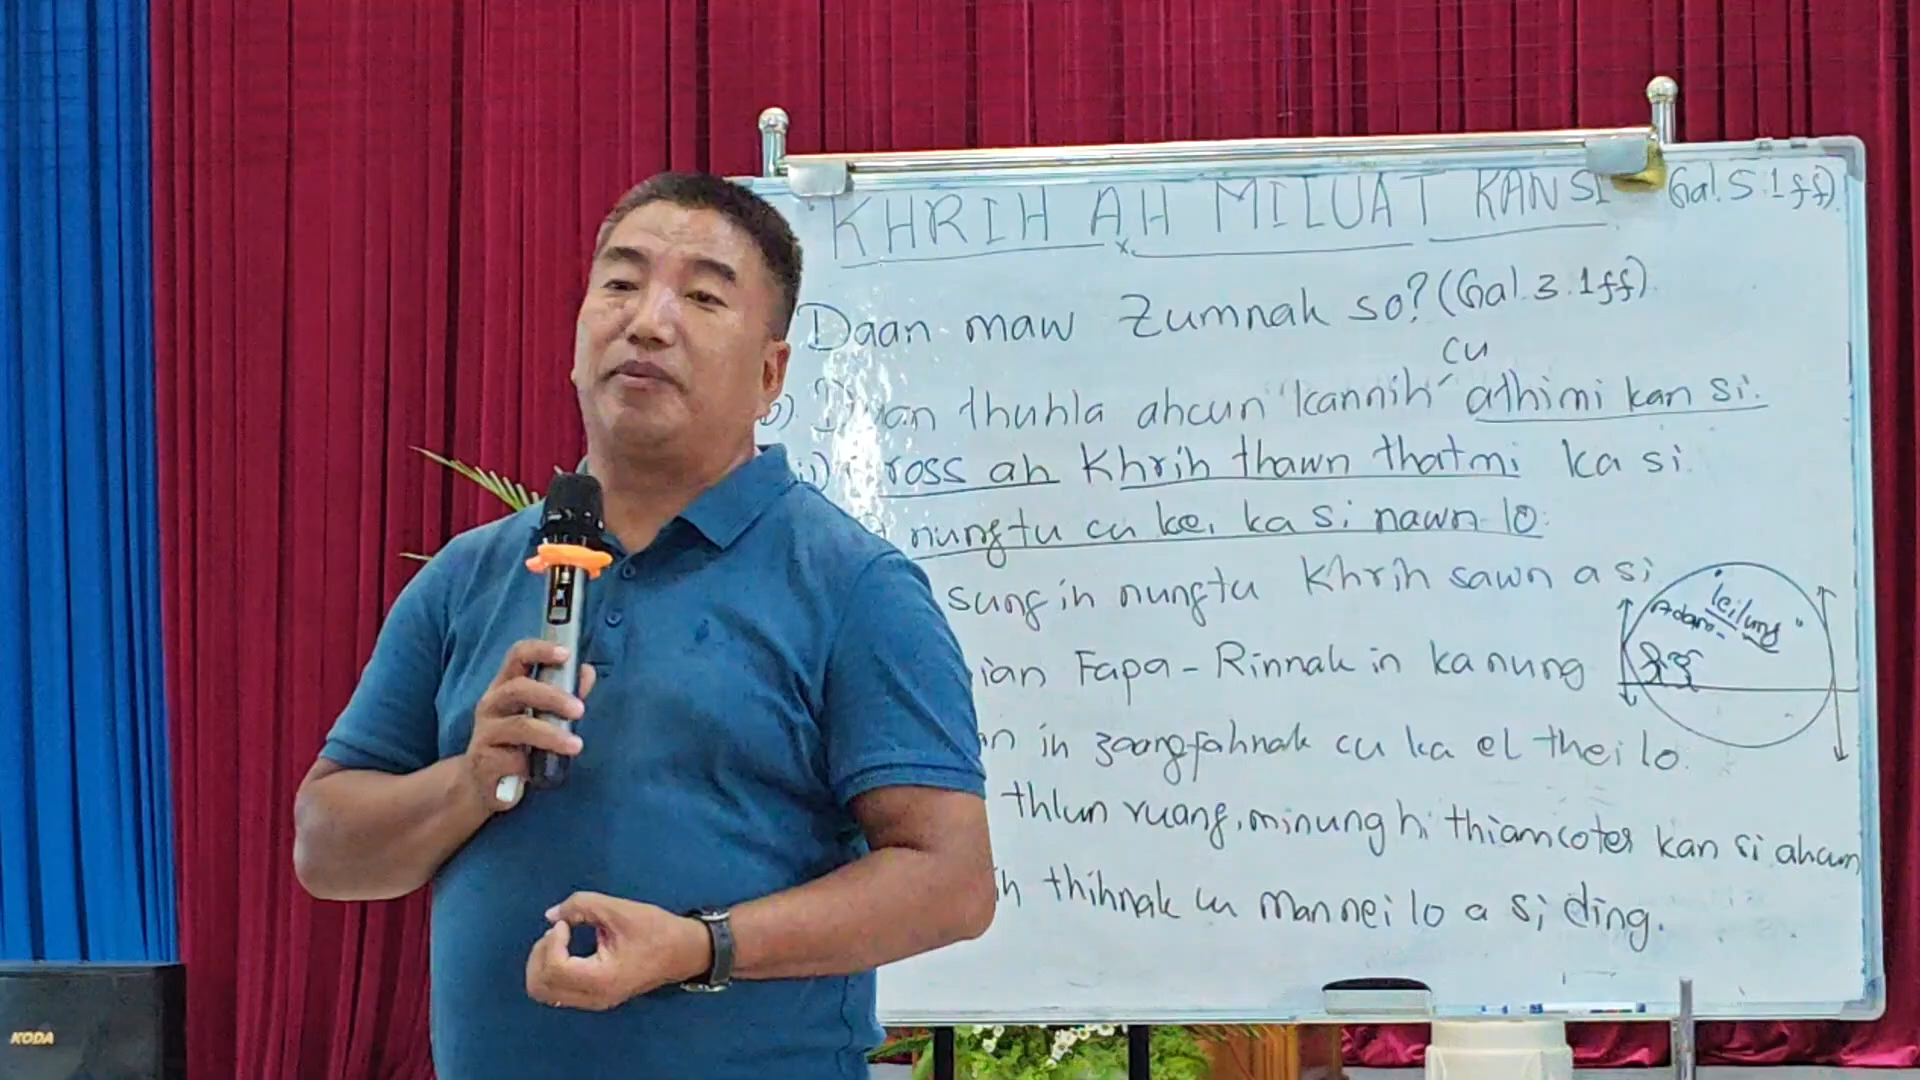 KHRIH AH MILUAT KAN SI (Gal. 5:1ff).
Daan maw Zumnak so? (Gal. 3.1ff).
cu
an thuhla ahcun "kannih" athimi kan si.
ross ah Khrih thawn thatmi ka si.
nungtu cu kei ka si nawn lo.
sung in nungtu Khrih sawn a si
ian Fapa - Rinnak in ka nung
in zaangfahnak cu ka el thei lo.
thlun ruang, minung hi thiamcoter kan si ahcun
ih thihnak cu man nei lo a si ding.
"leilung"
Adam-
KODA